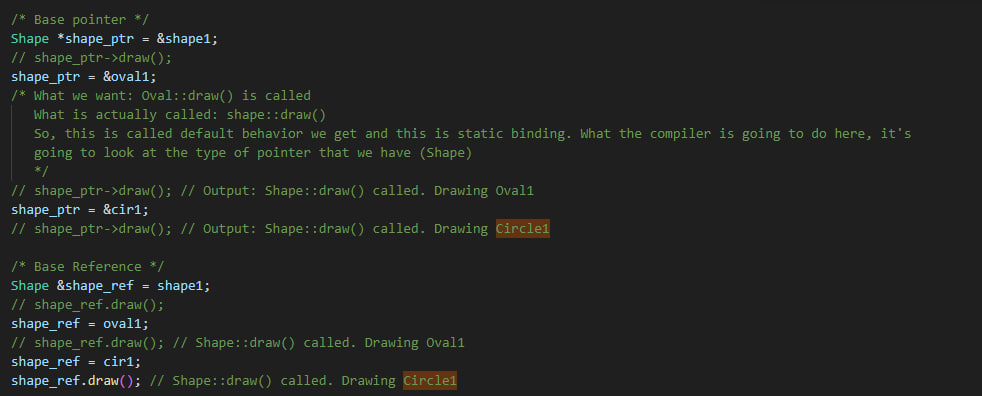 /* Base pointer */
Shape *shape_ptr = &shape1;
// shape_ptr->draw();
shape_ptr = &oval1;
/* What we want: Oval::draw() is called
What is actually called: shape::draw()
So, this is called default behavior we get and this is static binding. What the compiler is going to do here, it's
going to look at the type of pointer that we have (Shape)
*/
// shape_ptr->draw(); // Output: Shape::draw() called. Drawing Oval1
shape_ptr = &cir1;
// shape_ptr->draw(); // Output: Shape::draw() called. Drawing Circle1
/* Base Reference */
Shape &shape_ref = shape1;
// shape_ref.draw();
shape_ref = oval1;
// shape_ref.draw(); // Shape::draw() called. Drawing Oval1
shape_ref = cir1;
shape_ref.draw(); // Shape::draw() called. Drawing Circle1